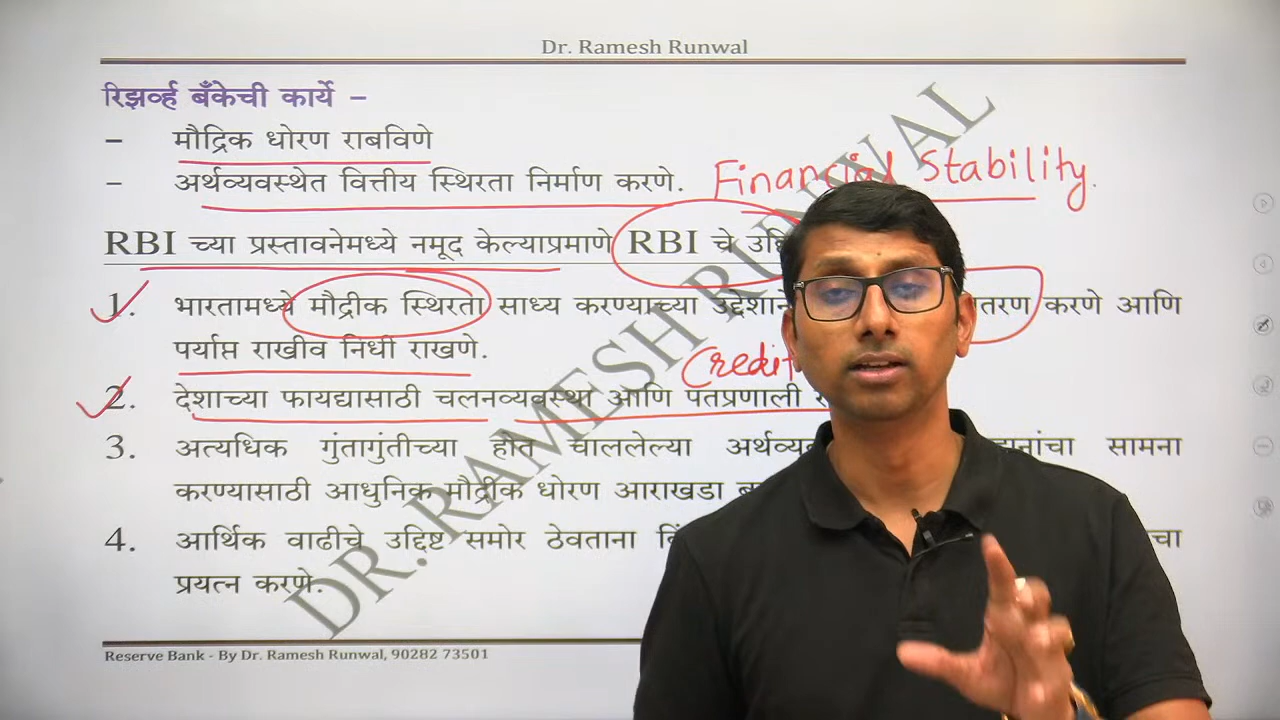 Dr. Ramesh Runwal
रिझर्व्ह बँकेची कार्ये –
– मौद्रिक धोरण राबविणे
– अर्थव्यवस्थेत वित्तीय स्थिरता निर्माण करणे. Financial Stability.
RBI च्या प्रस्तावनेमध्ये नमूद केल्याप्रमाणे RBI चे
1. भारतामध्ये मौद्रीक स्थिरता साध्य करण्याच्या उद्देशाने करणे आणि
पर्याप्त राखीव निधी राखणे.
Credit
2. देशाच्या फायद्यासाठी चलनव्यवस्था आणि पतप्रणाली
3. अत्यधिक गुंतागुंतीच्या होत चाललेल्या सामना
करण्यासाठी आधुनिक मौद्रीक धोरण आराखडा
4. आर्थिक वाढीचे उद्दिष्ट समोर ठेवताना
प्रयत्न करणे.
DR. RAMESH RUNWAL
Reserve Bank - By Dr. Ramesh Runwal, 90282 73501